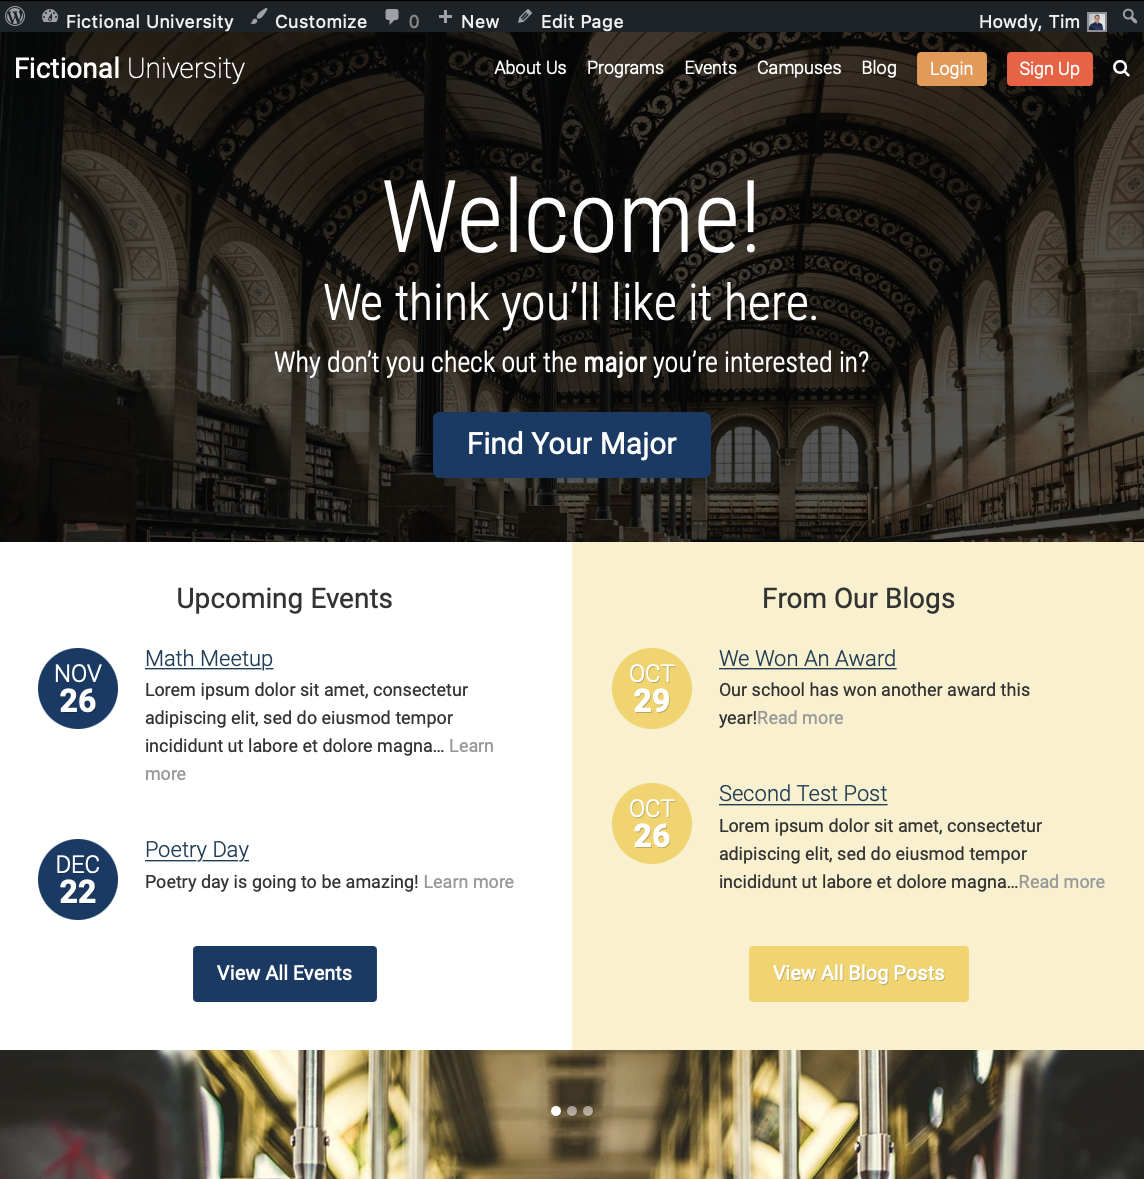 Fictional University Customize 0 New Edit Page Howdy, Tim
Fictional University About Us Programs Events Campuses Blog Login Sign Up
Welcome!
We think you’ll like it here.
Why don’t you check out the major you’re interested in?
Find Your Major
Upcoming Events
NOV
26
Math Meetup
Lorem ipsum dolor sit amet, consectetur
adipiscing elit, sed do eiusmod tempor
incididunt ut labore et dolore magna… Learn
more
DEC
22
Poetry Day
Poetry day is going to be amazing! Learn more
View All Events
From Our Blogs
OCT
29
We Won An Award
Our school has won another award this
year!Read more
OCT
26
Second Test Post
Lorem ipsum dolor sit amet, consectetur
adipiscing elit, sed do eiusmod tempor
incididunt ut labore et dolore magna…Read more
View All Blog Posts